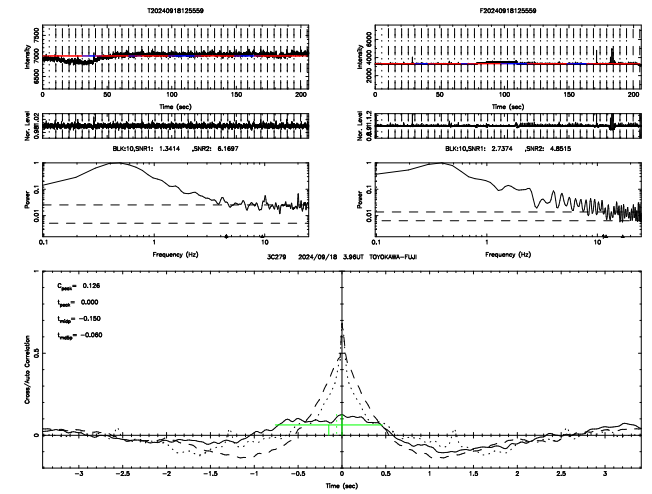 T20240918125559
F20240918125559
Intensity
6500 7000 7500
0 50 100 150 200
Time (sec)
Intensity
2000 4000 6000
0 50 100 150 200
Time (sec)
Nor. Level
Nor. Level
BLK:10,SNR1: 1.3414 ,SNR2: 6.1697
BLK:10,SNR1: 2.7374 ,SNR2: 4.8515
Power
0.01 0.1 1
0.1 1 10
Frequency (Hz)
Power
0.01 0.1 1
0.1 1 10
Frequency (Hz)
3C279 2024/09/18 3.96UT TOYOKAWA-FUJI
Cross/Auto Correlation
0 0.5 1
C_peak= 0.126
t_peak= 0.000
t_midp= -0.150
-3 -2.5 -2 -1.5 -1 -0.5 0 0.5 1 1.5 2 2.5 3
Time (sec)